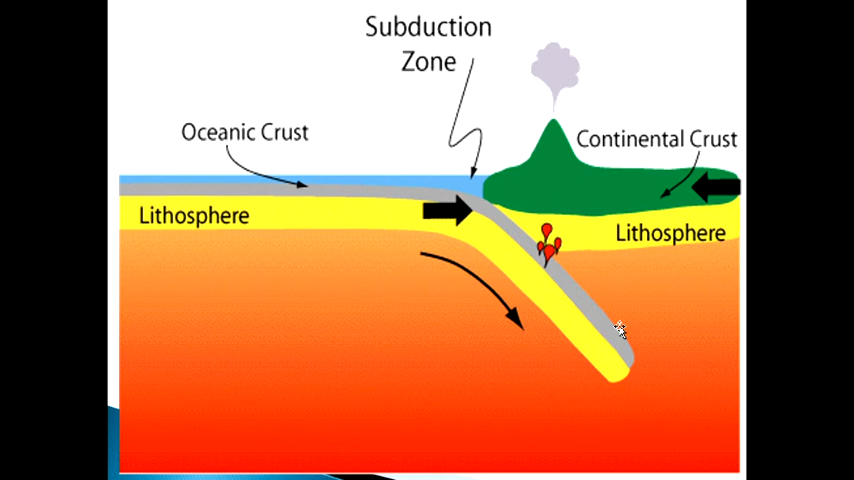 Subduction
Zone
Oceanic Crust
Continental Crust
Lithosphere
Lithosphere